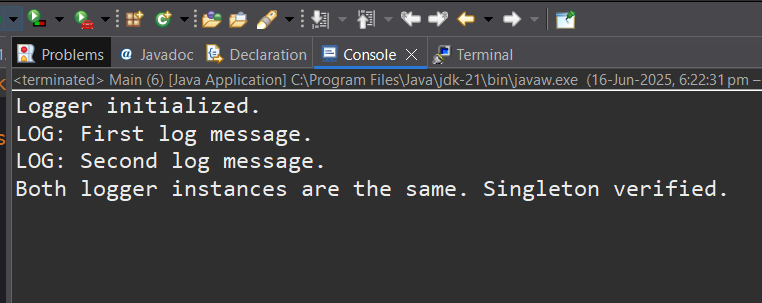 Problems @ Javadoc Declaration Console Terminal
<terminated> Main (6) [Java Application] C:\Program Files\Java\jdk-21\bin\javaw.exe (16-Jun-2025, 6:22:31 pm –
Logger initialized.
LOG: First log message.
LOG: Second log message.
Both logger instances are the same. Singleton verified.